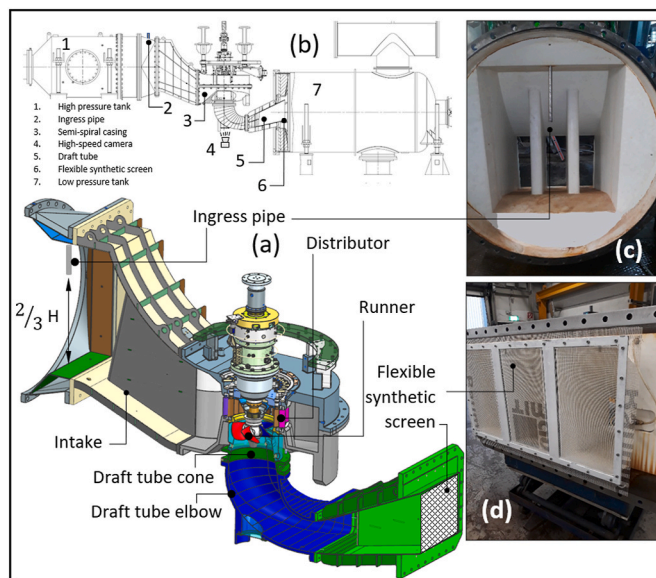 1
(b)
7
1. High pressure tank
2. Ingress pipe
3. Semi-spiral casing
4. High-speed camera
5. Draft tube
6. Flexible synthetic screen
7. Low pressure tank
2
3
4
5
6
(c)
Ingress pipe
(a)
Distributor
2/3 H
Runner
Flexible
synthetic
screen
Intake
Draft tube cone
Draft tube elbow
(d)